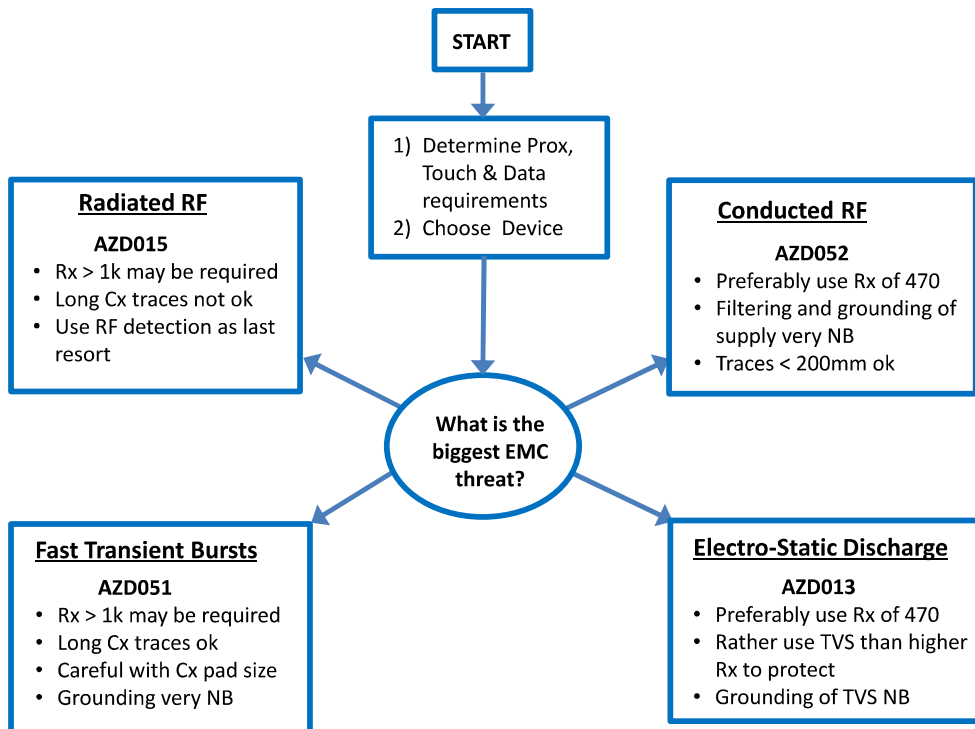 START
1) Determine Prox,
Touch & Data
requirements
2) Choose Device
Radiated RF
AZD015
• Rx > 1k may be required
• Long Cx traces not ok
• Use RF detection as last
resort
Conducted RF
AZD052
• Preferably use Rx of 470
• Filtering and grounding of
supply very NB
• Traces < 200mm ok
What is the
biggest EMC
threat?
Fast Transient Bursts
AZD051
• Rx > 1k may be required
• Long Cx traces ok
• Careful with Cx pad size
• Grounding very NB
Electro-Static Discharge
AZD013
• Preferably use Rx of 470
• Rather use TVS than higher
Rx to protect
• Grounding of TVS NB